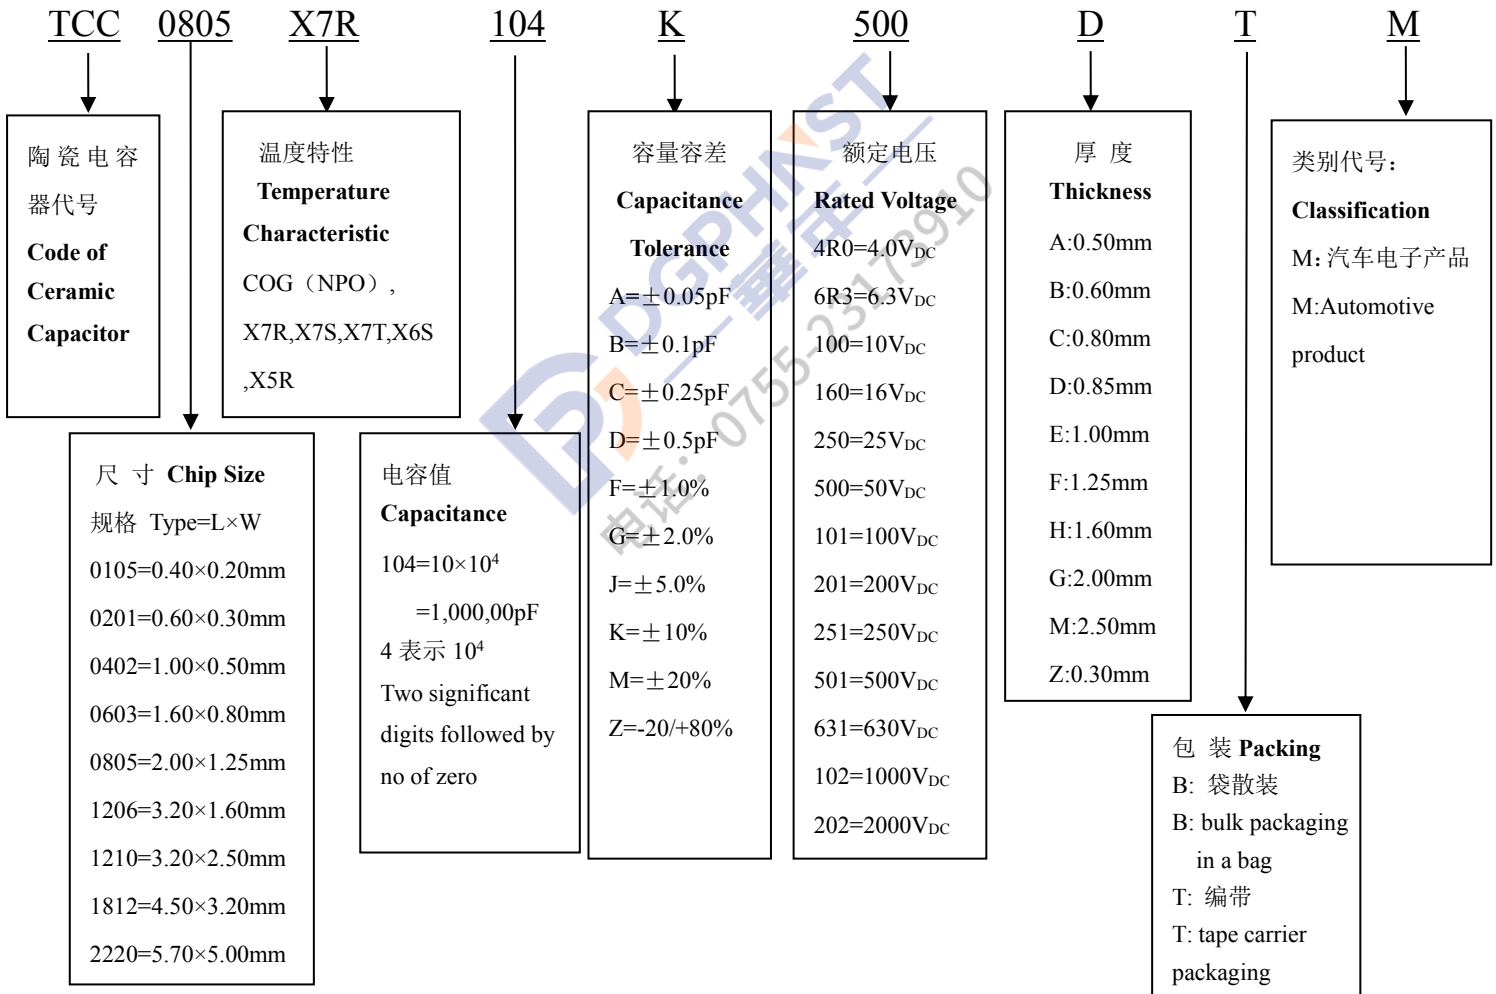 TCC 0805 X7R 104 K 500 D T M
陶瓷电容
器代号
Code of
Ceramic
Capacitor
温度特性
Temperature
Characteristic
COG（NPO）,
X7R,X7S,X7T,X6S
,X5R
容量容差
Capacitance
Tolerance
A=±0.05pF
B=±0.1pF
C=±0.25pF
D=±0.5pF
F=±1.0%
G=±2.0%
J=±5.0%
K=±10%
M=±20%
Z=-20/+80%
额定电压
Rated Voltage
4R0=4.0VDC
6R3=6.3VDC
100=10VDC
160=16VDC
250=25VDC
500=50VDC
101=100VDC
201=200VDC
251=250VDC
501=500VDC
631=630VDC
102=1000VDC
202=2000VDC
厚 度
Thickness
A:0.50mm
B:0.60mm
C:0.80mm
D:0.85mm
E:1.00mm
F:1.25mm
H:1.60mm
G:2.00mm
M:2.50mm
Z:0.30mm
类别代号：
Classification
M：汽车电子产品
M:Automotive
product
尺 寸 Chip Size
规格 Type=L×W
0105=0.40×0.20mm
0201=0.60×0.30mm
0402=1.00×0.50mm
0603=1.60×0.80mm
0805=2.00×1.25mm
1206=3.20×1.60mm
1210=3.20×2.50mm
1812=4.50×3.20mm
2220=5.70×5.00mm
电容值
Capacitance
104=10×10⁴
=1,000,00pF
4 表示 10⁴
Two significant
digits followed by
no of zero
包 装 Packing
B: 袋散装
B: bulk packaging
in a bag
T: 编带
T: tape carrier
packaging
DGPHNST
电话：0755-23173910